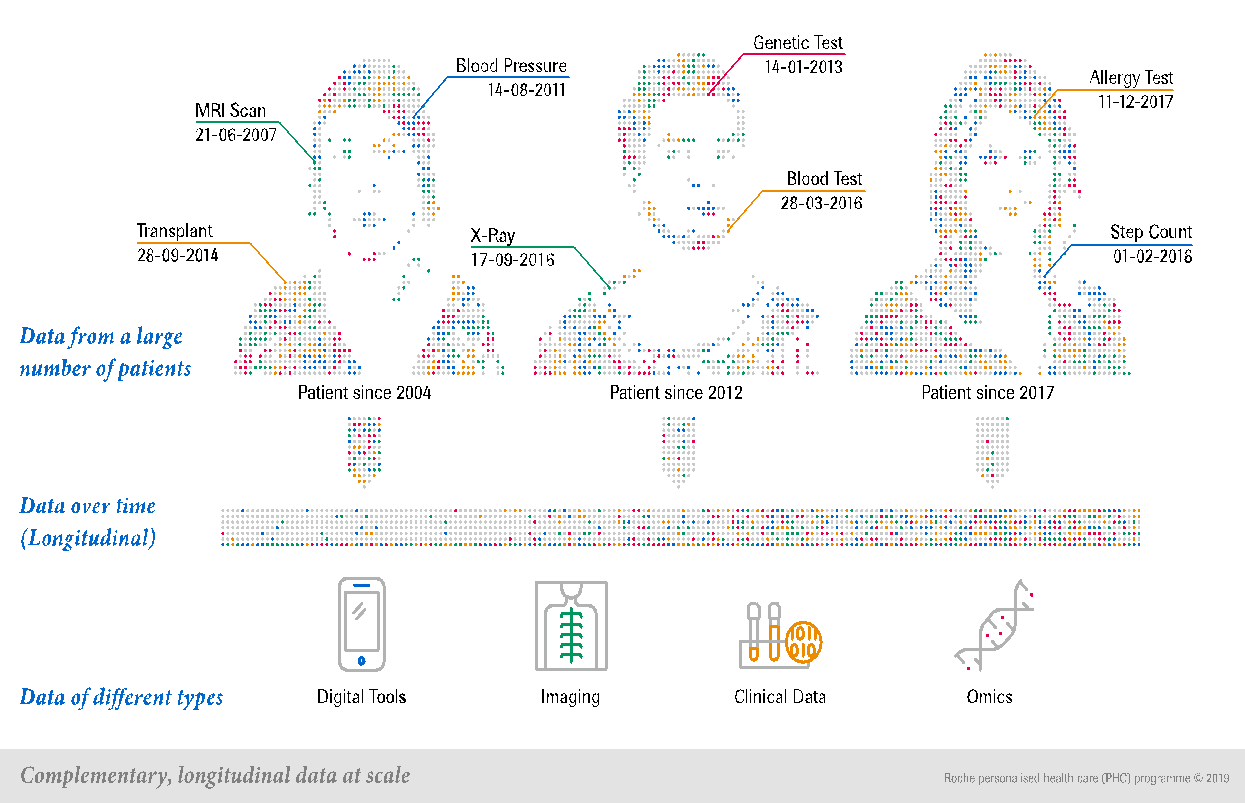 Genetic Test
14-01-2013
Blood Pressure
14-08-2011
Allergy Test
11-12-2017
MRI Scan
21-06-2007
Blood Test
28-03-2016
Transplant
28-09-2014
X-Ray
17-09-2016
Step Count
01-02-2018
Data from a large
number of patients
Patient since 2004
Patient since 2012
Patient since 2017
Data over time
(Longitudinal)
1011
010
Data of different types
Digital Tools
Imaging
Clinical Data
Omics
Complementary, longitudinal data at scale
Roche personalised health care (PHC) programme © 2019